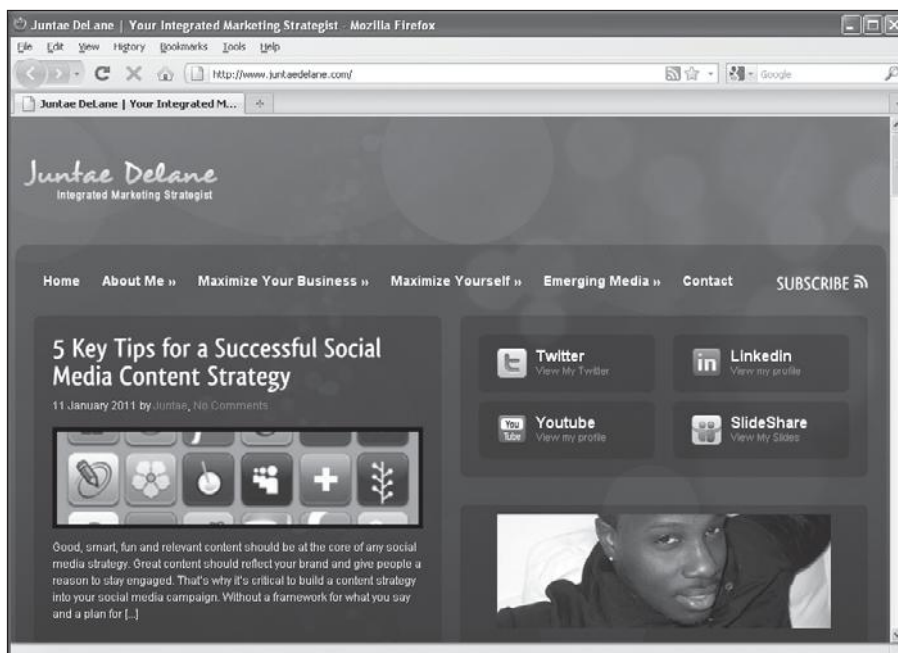 Juntae DeLane | Your Integrated Marketing Strategist - Mozilla Firefox
File Edit View History Bookmarks Tools Help
http://www.juntaedelane.com/
Google
Juntae DeLane | Your Integrated M...
Juntae Delane
Integrated Marketing Strategist
Home About Me » Maximize Your Business » Maximize Yourself » Emerging Media » Contact SUBSCRIBE
5 Key Tips for a Successful Social
Media Content Strategy
11 January 2011 by Juntae, No Comments
Good, smart, fun and relevant content should be at the core of any social
media strategy. Great content should reflect your brand and give people a
reason to stay engaged. That's why it's critical to build a content strategy
into your social media campaign. Without a framework for what you say
and a plan for [...]
Twitter
View My Twitter
Linkedin
View my profile
You
Tube
Youtube
View my profile
SlideShare
View My Slides